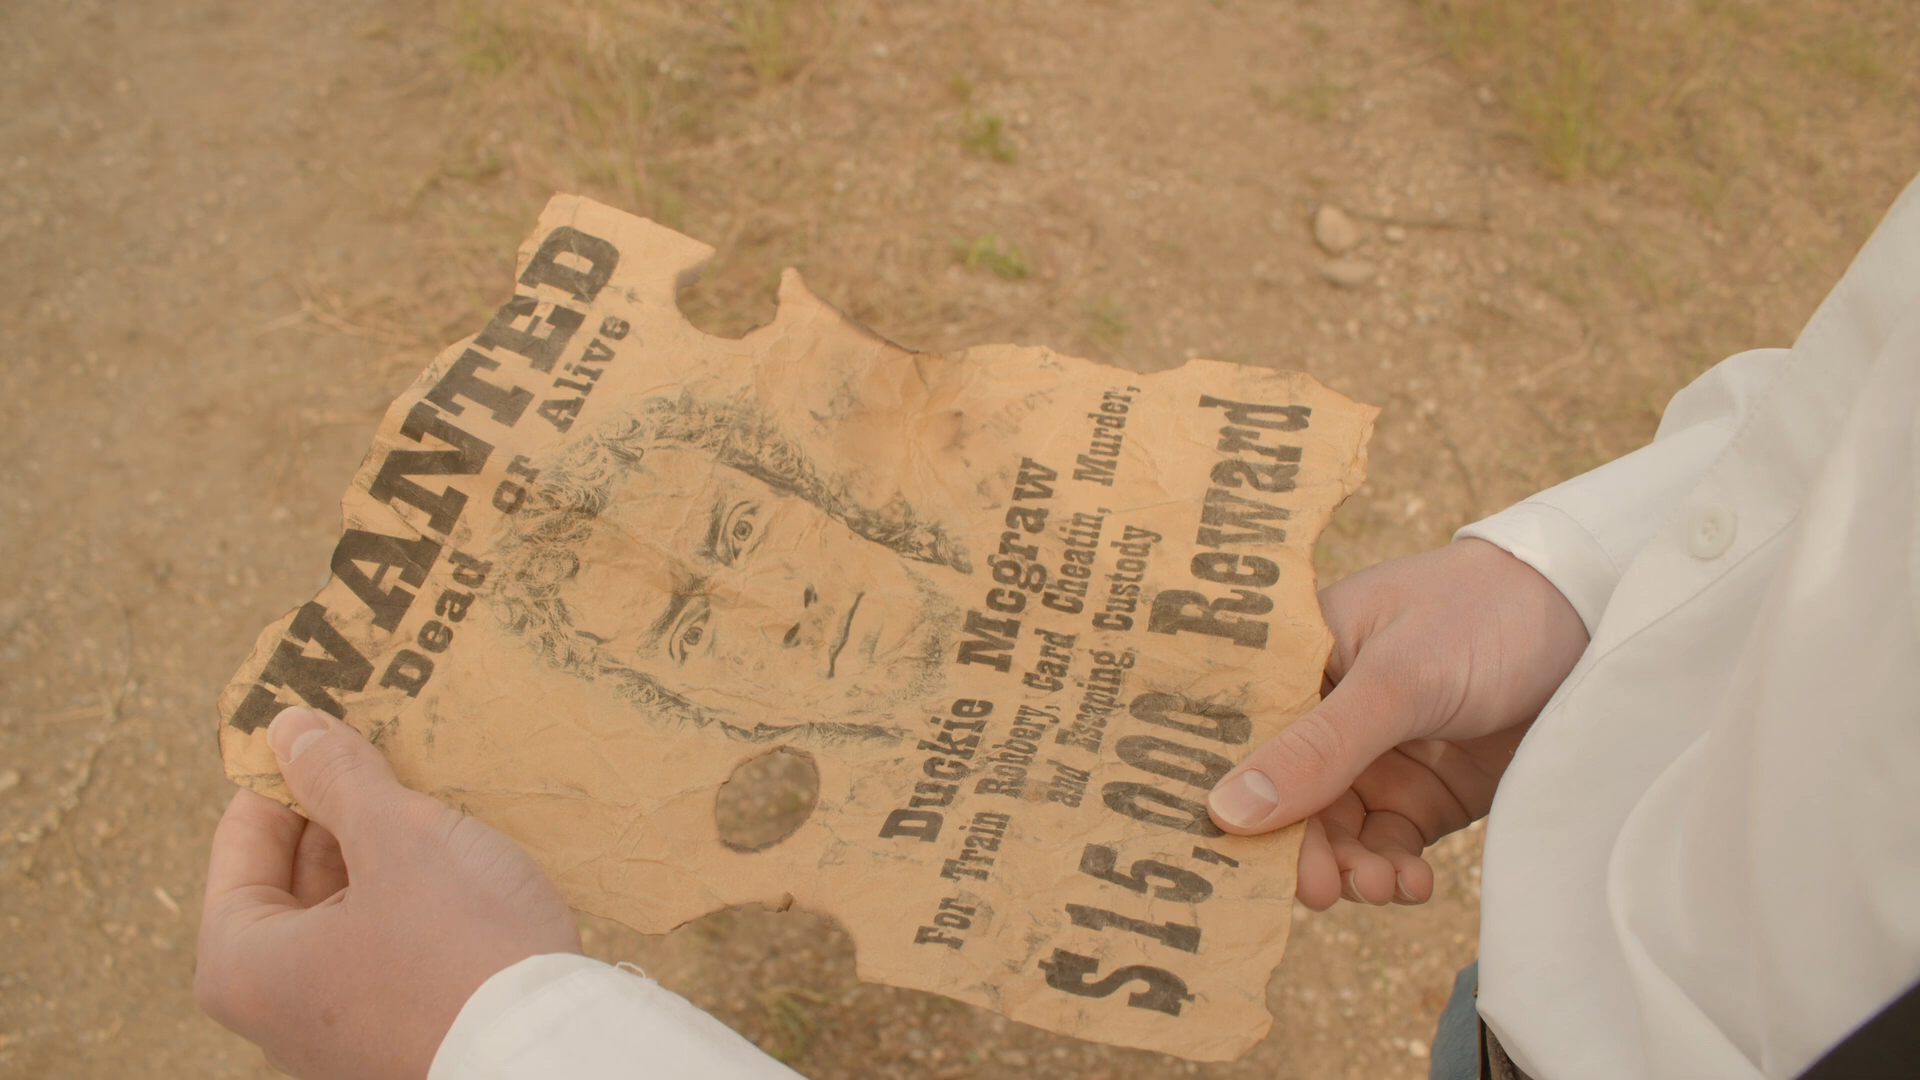 WANTED
Dead or Alive
Duckie Mcgraw
For Train Robbery, Card Cheatin, Murder,
and Escaping Custody
$15,000 Reward